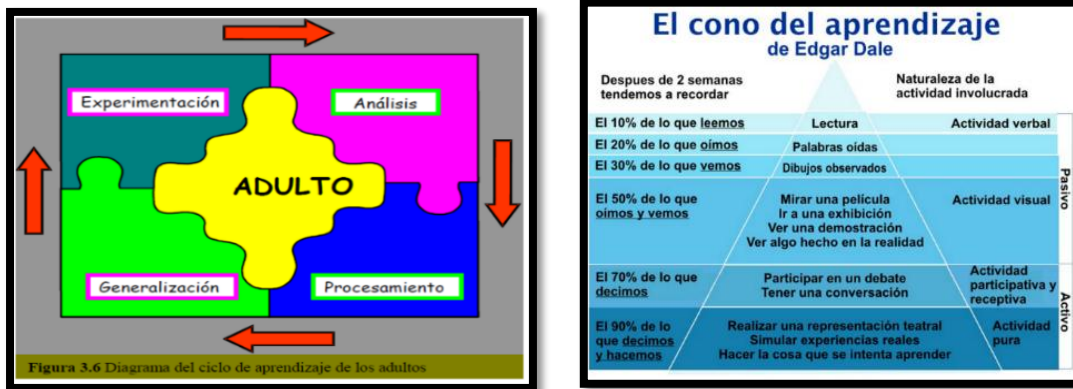 Experimentación
Análisis
ADULTO
Generalización
Procesamiento
Figura 3.6 Diagrama del ciclo de aprendizaje de los adultos
El cono del aprendizaje
de Edgar Dale
Despues de 2 semanas
tendemos a recordar
Naturaleza de la
actividad involucrada
El 10% de lo que leemos
Lectura
Actividad verbal
El 20% de lo que oímos
Palabras oídas
El 30% de lo que vemos
Dibujos observados
El 50% de lo que
oímos y vemos
Mirar una película
Ir a una exhibición
Ver una demostración
Ver algo hecho en la realidad
Actividad visual
Pasivo
El 70% de lo que
decimos
Participar en un debate
Tener una conversación
Actividad
participativa y
receptiva
El 90% de lo
que decimos
y hacemos
Realizar una representación teatral
Simular experiencias reales
Hacer la cosa que se intenta aprender
Actividad
pura
Activo